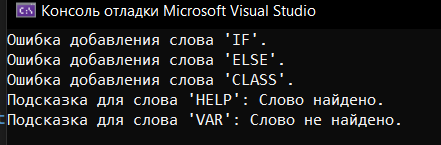 Консоль отладки Microsoft Visual Studio
Ошибка добавления слова 'IF'.
Ошибка добавления слова 'ELSE'.
Ошибка добавления слова 'CLASS'.
Подсказка для слова 'HELP': Слово найдено.
Подсказка для слова 'VAR': Слово не найдено.